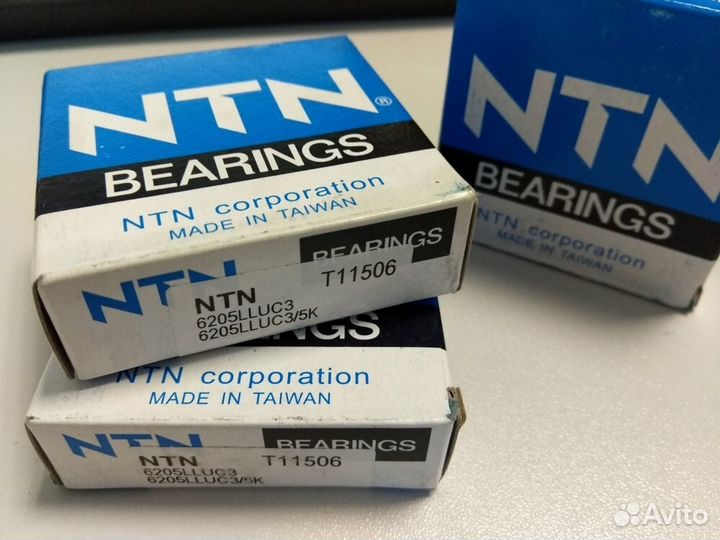 NTN®
BEARINGS
NTN corporation
MADE IN TAIWAN
NTN BEARINGS
NTN T11506
6205LLUC3
6205LLUC3/5K
NTN
BEARINGS
NTN corporation
MADE IN TAIWAN
NTN corporation
MADE IN TAIWAN
NTN BEARINGS
NTN T11506
6205LLUC3
6205LLUC3/5K
Avito